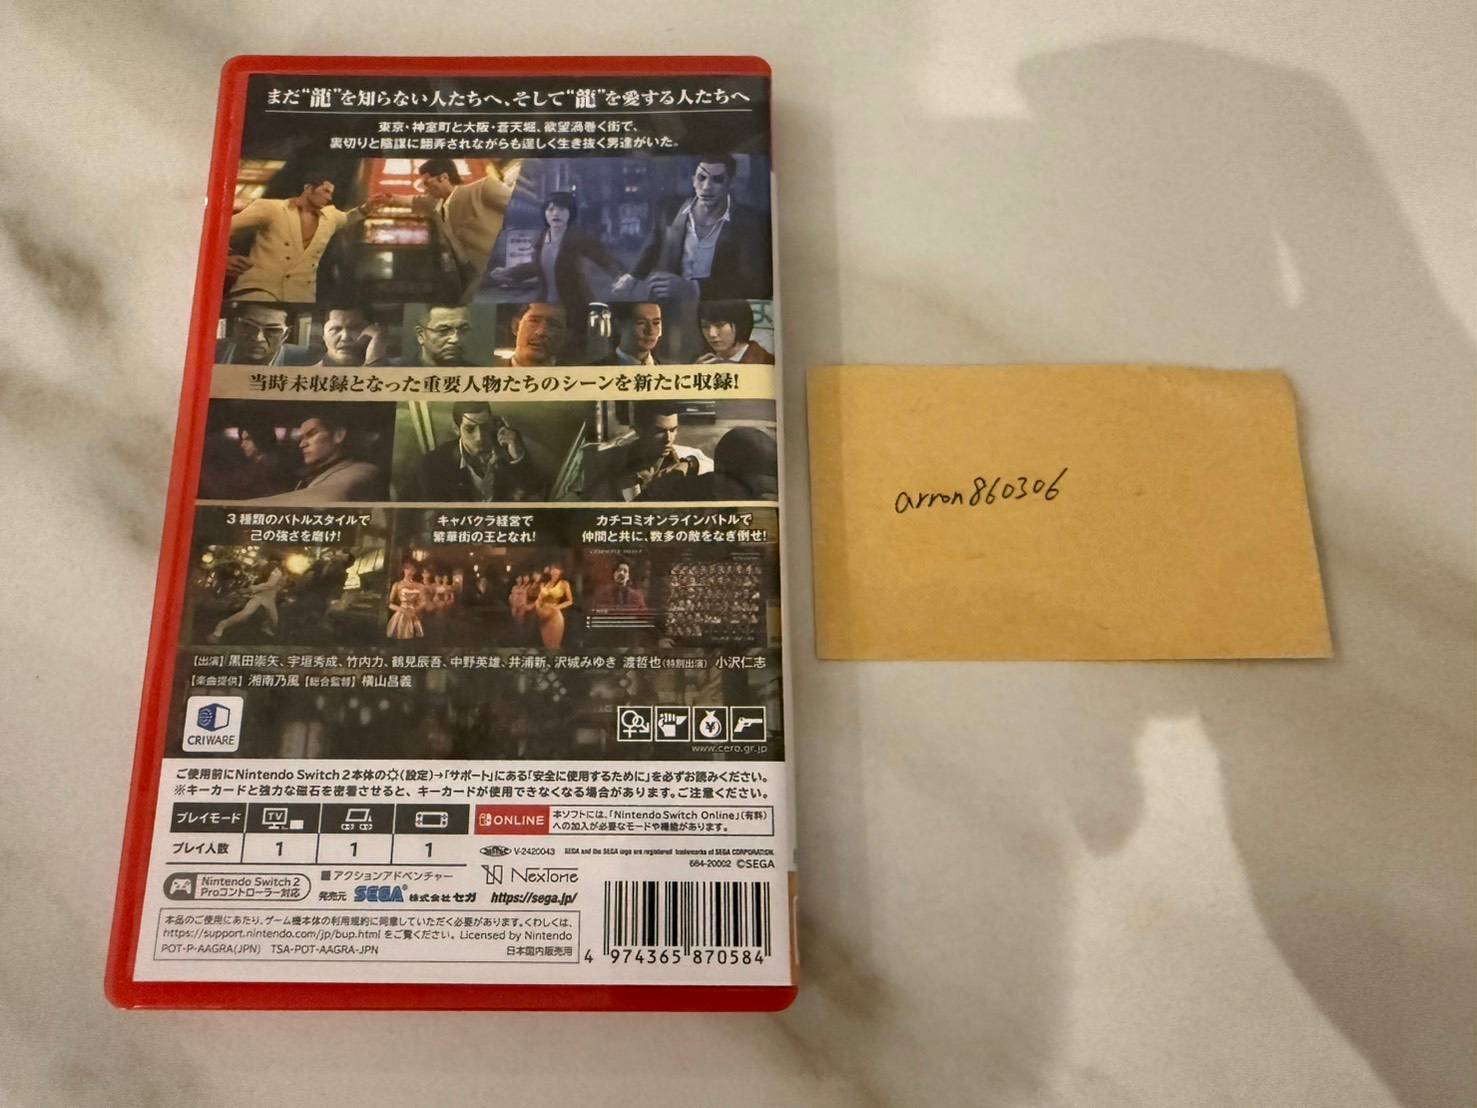 まだ“龍”を知らない人たちへ、そして“龍”を愛する人たちへ
東京・神室町と大阪・蒼天堀、欲望渦巻く街で、
裏切りと陰謀に翻弄されながらも逞しく生き抜く男達がいた。
当時未収録となった重要人物たちのシーンを新たに収録!
3種類のバトルスタイルで
己の強さを磨け!
キャバクラ経営で
繁華街の王となれ!
カチコミオンラインバトルで
仲間と共に、数多の敵をなぎ倒せ!
【出演】黒田崇矢、宇垣秀成、竹内力、鶴見辰吾、中野英雄、井浦新、沢城みゆき 渡哲也(特別出演) 小沢仁志
【楽曲提供】湘南乃風【総合監督】横山昌義
CRIWARE
www.cero.gr.jp
ご使用前にNintendo Switch 2本体の(設定)→「サポート」にある「安全に使用するために」を必ずお読みください。
※キーカードと強力な磁石を密着させると、キーカードが使用できなくなる場合があります。ご注意ください。
プレイモード TV
プレイ人数 1 1 1
ONLINE
本ソフトには、「Nintendo Switch Online」(有料)
への加入が必要なモードや機能があります。
V-2420043 SEGA and the SEGA logo are registered trademarks of SEGA CORPORATION.
684-20002 ©SEGA
Nintendo Switch 2
Proコントローラー対応
■アクションアドベンチャー
発売元 SEGA 株式会社セガ
NexTone
https://sega.jp/
本品のご使用にあたり、ゲーム機本体の利用規約に同意していただく必要があります。くわしくは、
https://support.nintendo.com/jp/bup.html をご覧ください。 Licensed by Nintendo
POT-P-AAGRA(JPN) TSA-POT-AAGRA-JPN 日本国内販売用
4 974365 870584
arron860306